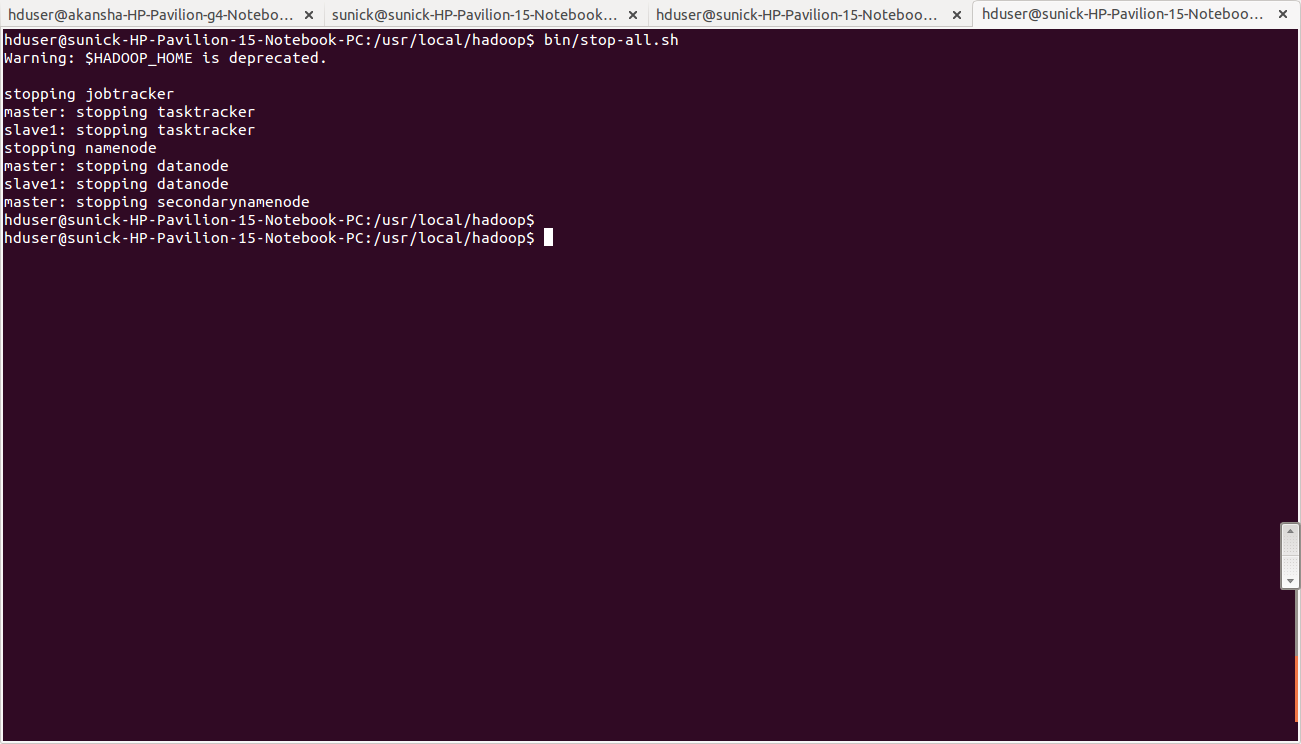 hduser@akansha-HP-Pavilion-g4-Notebo... × sunick@sunick-HP-Pavilion-15-Notebook... × hduser@sunick-HP-Pavilion-15-Noteboo... × hduser@sunick-HP-Pavilion-15-Noteboo... ×
hduser@sunick-HP-Pavilion-15-Notebook-PC:/usr/local/hadoop$ bin/stop-all.sh
Warning: $HADOOP_HOME is deprecated.
stopping jobtracker
master: stopping tasktracker
slave1: stopping tasktracker
stopping namenode
master: stopping datanode
slave1: stopping datanode
master: stopping secondarynamenode
hduser@sunick-HP-Pavilion-15-Notebook-PC:/usr/local/hadoop$
hduser@sunick-HP-Pavilion-15-Notebook-PC:/usr/local/hadoop$